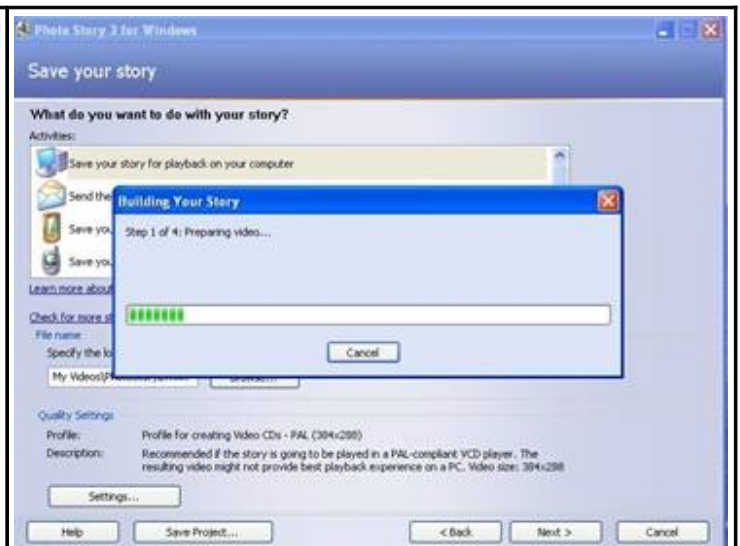 Photo Story 3 for Windows
Save your story
What do you want to do with your story?
Activities:
Save your story for playback on your computer
Send the
Building Your Story
Save you
Step 1 of 4: Preparing video...
Save you
Learn more about
Check for more st
Cancel
File name
Specify the lo
My Videos\
Quality Settings
Profile: Profile for creating Video CDs - PAL (384x288)
Description: Recommended if the story is going to be played in a PAL-compliant VCD player. The
resulting video might not provide best playback experience on a PC. Video size: 384x288
Settings...
Help Save Project... < Back Next > Cancel